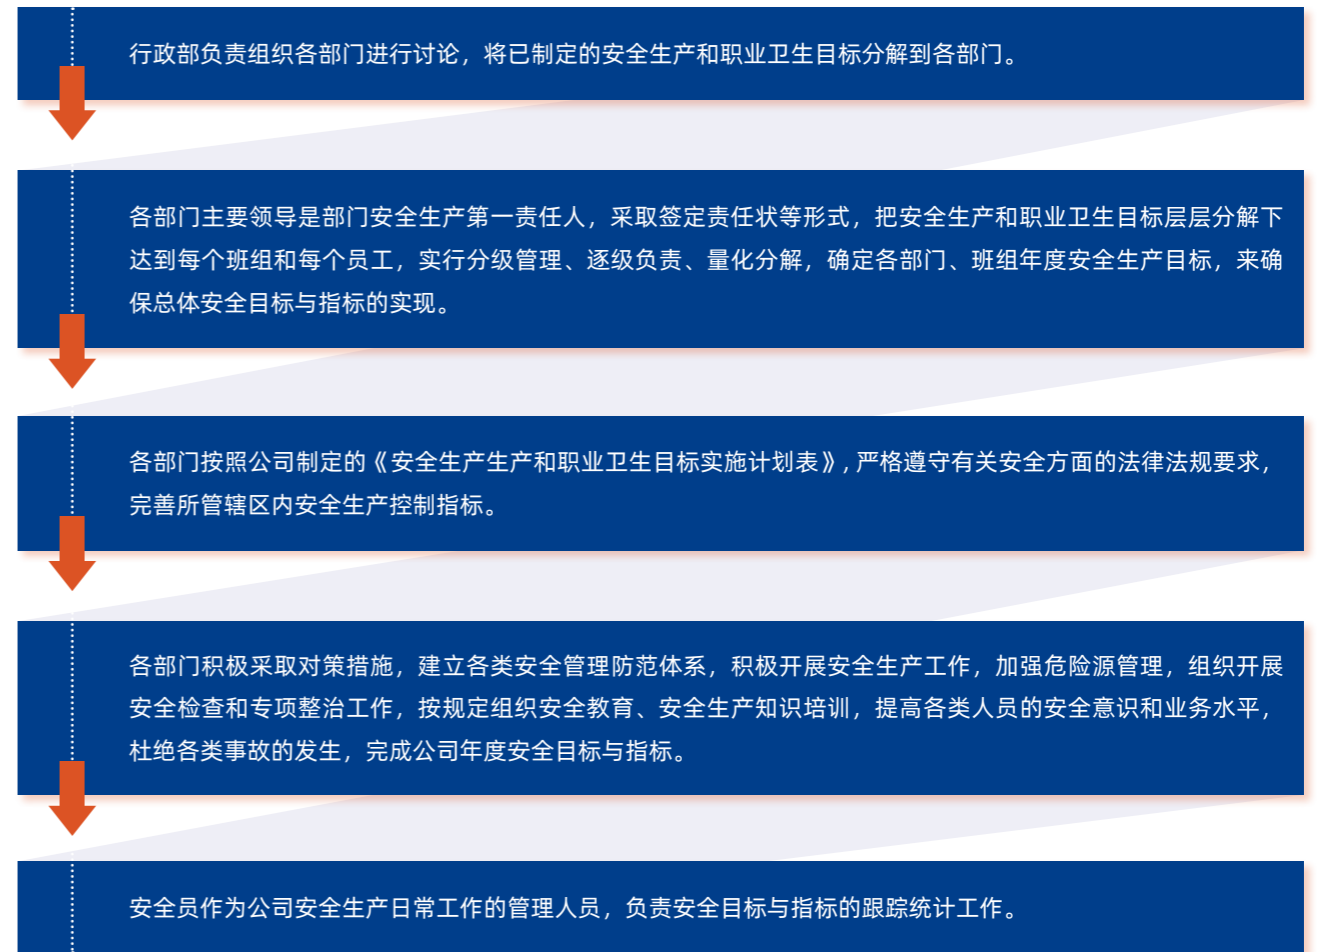 行政部负责组织各部门进行讨论，将已制定的安全生产和职业卫生目标分解到各部门。
各部门主要领导是部门安全生产第一责任人，采取签定责任状等形式，把安全生产和职业卫生目标层层分解下
达到每个班组和每个员工，实行分级管理、逐级负责、量化分解，确定各部门、班组年度安全生产目标，来确
保总体安全目标与指标的实现。
各部门按照公司制定的《安全生产生产和职业卫生目标实施计划表》，严格遵守有关安全方面的法律法规要求，
完善所管辖区内安全生产控制指标。
各部门积极采取对策措施，建立各类安全管理防范体系，积极开展安全生产工作，加强危险源管理，组织开展
安全检查和专项整治工作，按规定组织安全教育、安全生产知识培训，提高各类人员的安全意识和业务水平，
杜绝各类事故的发生，完成公司年度安全目标与指标。
安全员作为公司安全生产日常工作的管理人员，负责安全目标与指标的跟踪统计工作。